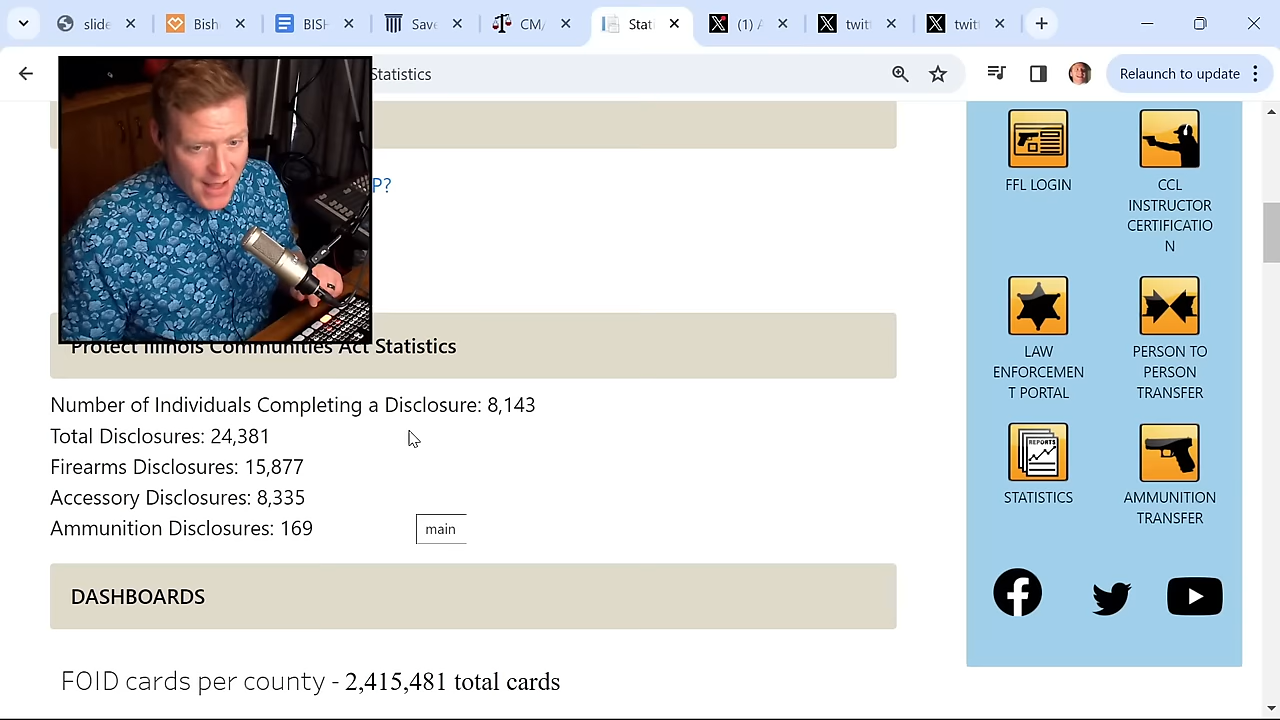 slide
Bish
BISH
Save
CM/
Stat
(1) /
twitt
twitt
Statistics
Relaunch to update
P?
Protect Illinois Communities Act Statistics
Number of Individuals Completing a Disclosure: 8,143
Total Disclosures: 24,381
Firearms Disclosures: 15,877
Accessory Disclosures: 8,335
Ammunition Disclosures: 169
main
DASHBOARDS
FOID cards per county - 2,415,481 total cards
FFL LOGIN
CCL
INSTRUCTOR
CERTIFICATIO
N
LAW
ENFORCEMEN
T PORTAL
PERSON TO
PERSON
TRANSFER
REPORTS
STATISTICS
AMMUNITION
TRANSFER